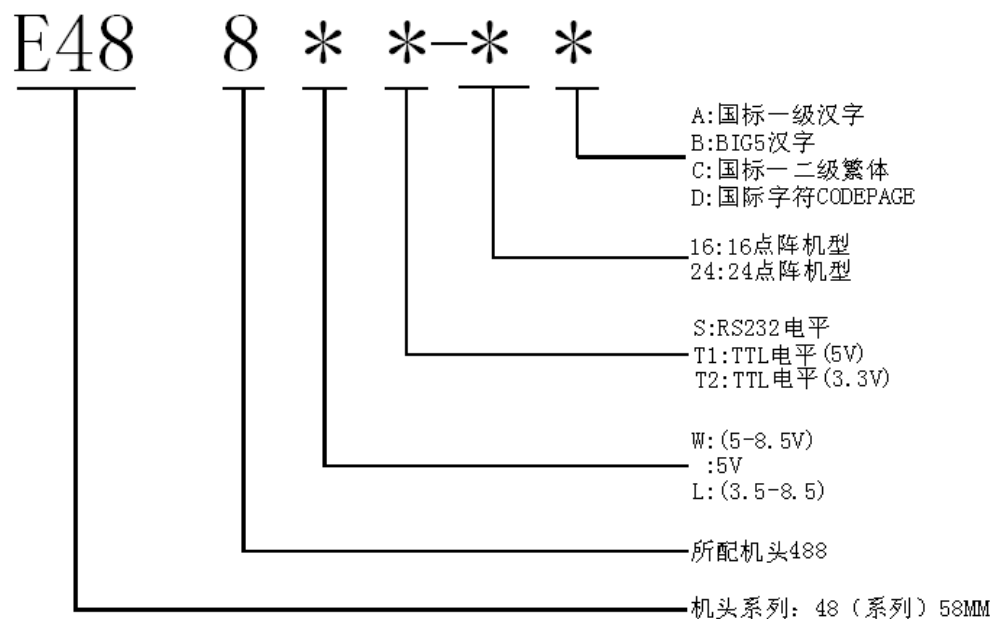 E48 8 * *-* *
A:国标一级汉字
B:BIG5汉字
C:国标一二级繁体
D:国际字符CODEPAGE
16:16点阵机型
24:24点阵机型
S:RS232电平
T1:TTL电平(5V)
T2:TTL电平(3.3V)
W:(5-8.5V)
:5V
L:(3.5-8.5)
所配机头488
机头系列: 48（系列）58MM